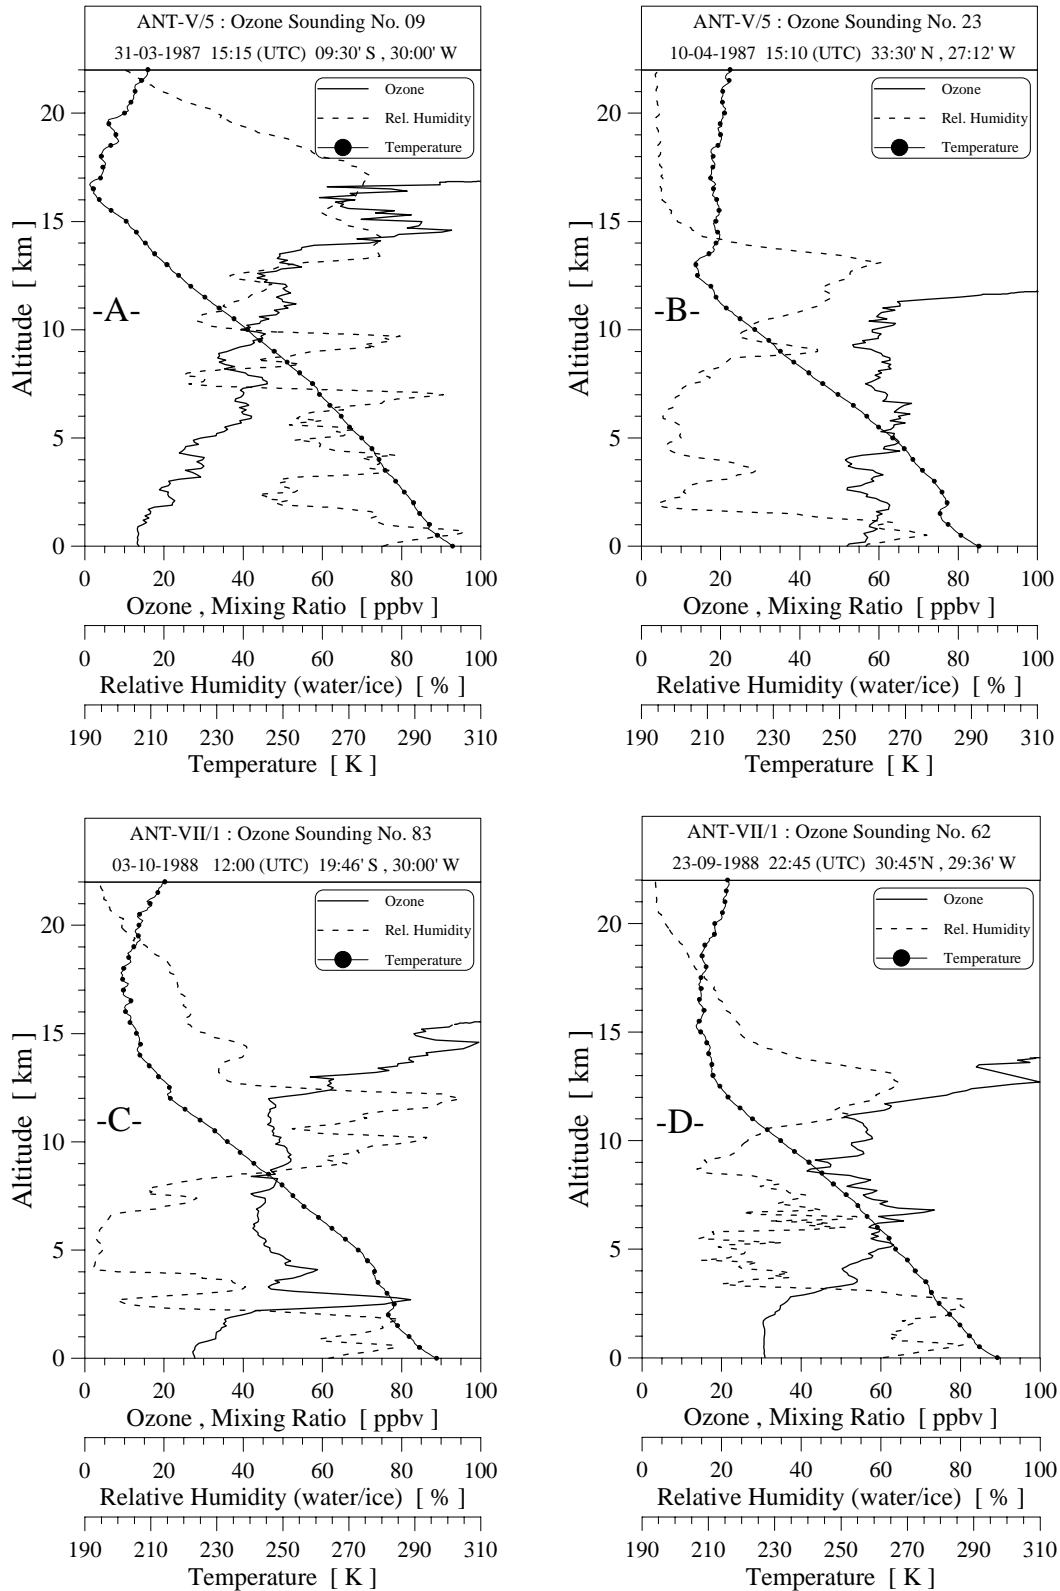 ANT-V/5 : Ozone Sounding No. 09
31-03-1987 15:15 (UTC) 09:30' S , 30:00' W
Ozone
Rel. Humidity
Temperature
20
15
10
5
0
Altitude [ km ]
-A-
0 20 40 60 80 100
Ozone , Mixing Ratio [ ppbv ]
0 20 40 60 80 100
Relative Humidity (water/ice) [ % ]
190 210 230 250 270 290 310
Temperature [ K ]
ANT-V/5 : Ozone Sounding No. 23
10-04-1987 15:10 (UTC) 33:30' N , 27:12' W
Ozone
Rel. Humidity
Temperature
20
15
10
5
0
Altitude [ km ]
-B-
0 20 40 60 80 100
Ozone , Mixing Ratio [ ppbv ]
0 20 40 60 80 100
Relative Humidity (water/ice) [ % ]
190 210 230 250 270 290 310
Temperature [ K ]
ANT-VII/1 : Ozone Sounding No. 83
03-10-1988 12:00 (UTC) 19:46' S , 30:00' W
Ozone
Rel. Humidity
Temperature
20
15
10
5
0
Altitude [ km ]
-C-
0 20 40 60 80 100
Ozone , Mixing Ratio [ ppbv ]
0 20 40 60 80 100
Relative Humidity (water/ice) [ % ]
190 210 230 250 270 290 310
Temperature [ K ]
ANT-VII/1 : Ozone Sounding No. 62
23-09-1988 22:45 (UTC) 30:45'N , 29:36' W
Ozone
Rel. Humidity
Temperature
20
15
10
5
0
Altitude [ km ]
-D-
0 20 40 60 80 100
Ozone , Mixing Ratio [ ppbv ]
0 20 40 60 80 100
Relative Humidity (water/ice) [ % ]
190 210 230 250 270 290 310
Temperature [ K ]